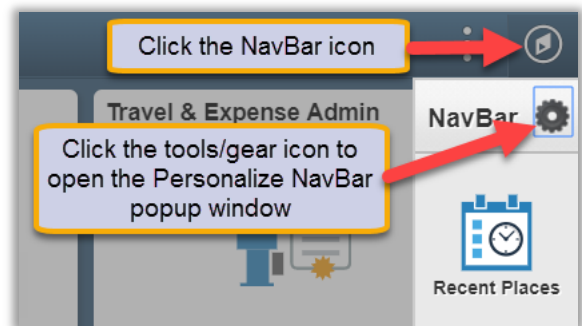 Click the NavBar icon
Travel & Expense Admin
NavBar
Click the tools/gear icon to
open the Personalize NavBar
popup window
Recent Places